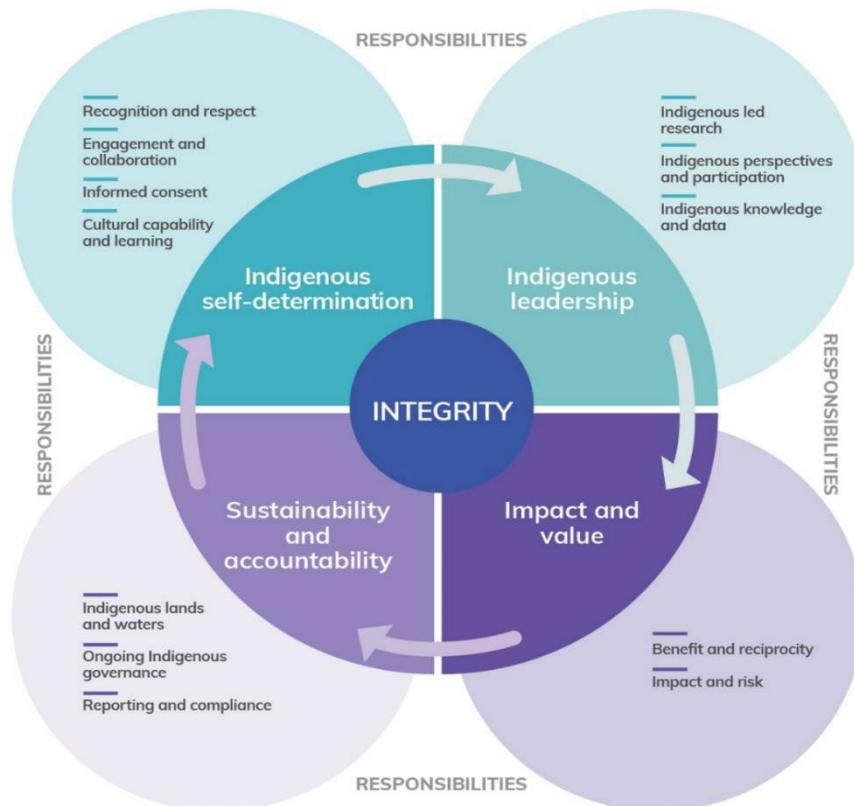 RESPONSIBILITIES
Recognition and respect
Engagement and
collaboration
Informed consent
Cultural capability
and learning
Indigenous led
research
Indigenous perspectives
and participation
Indigenous knowledge
and data
Indigenous
self-determination
Indigenous
leadership
RESPONSIBILITIES
INTEGRITY
RESPONSIBILITIES
Sustainability
and
accountability
Impact and
value
Indigenous lands
and waters
Ongoing Indigenous
governance
Reporting and compliance
Benefit and reciprocity
Impact and risk
RESPONSIBILITIES